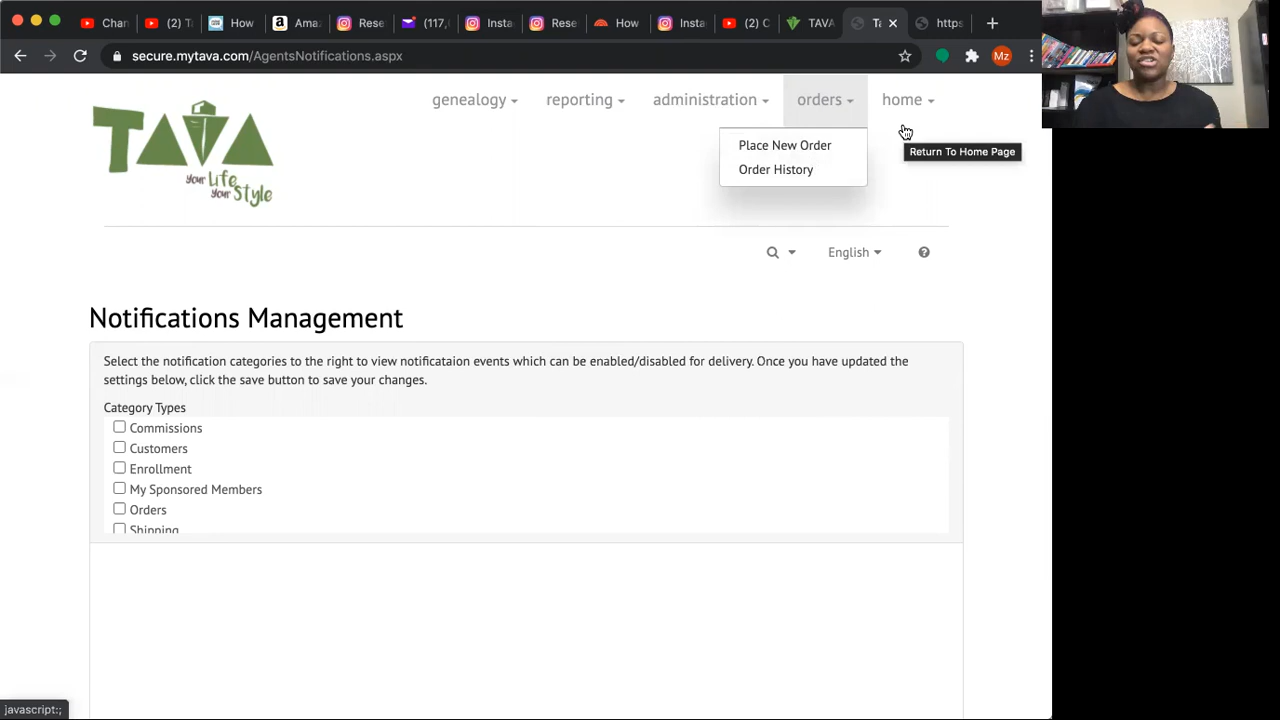 Chan
(2) T
CODE
How
a
Amaz
Rese
(117,
Insta
Rese
How
Insta
(2) C
TAVA
Ta
https
secure.mytava.com/AgentsNotifications.aspx
Mz
TAVA
your Life
your Style
genealogy
reporting
administration
orders
home
Place New Order
Order History
Return To Home Page
English
Notifications Management
Select the notification categories to the right to view notificataion events which can be enabled/disabled for delivery. Once you have updated the
settings below, click the save button to save your changes.
Category Types
Commissions
Customers
Enrollment
My Sponsored Members
Orders
Shipping
javascript:;